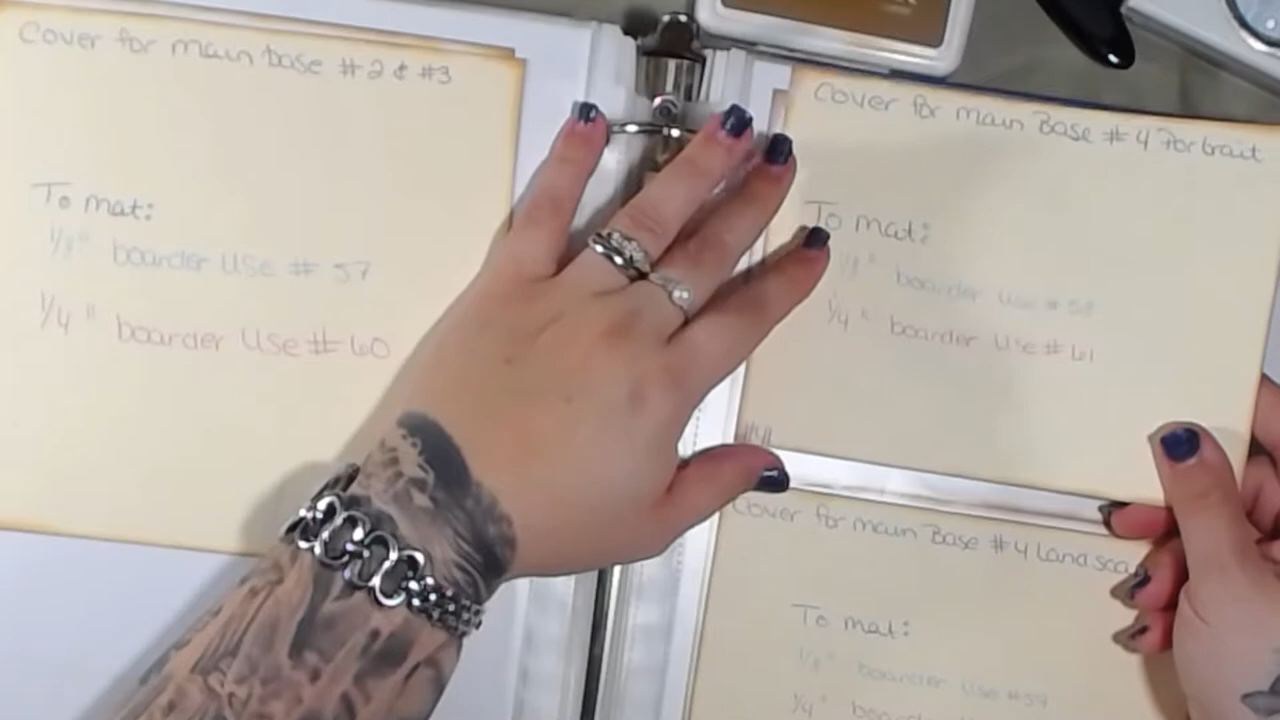 Cover for main base #2 & #3
To mat:
1/8" boarder use # 57
1/4" boarder use # 60
Cover for main Base #4 Portrait
To mat:
1/8" boarder use #58
1/4" boarder use #61
Cover for main Base #4 Landsca
To mat:
1/8" boarder use #59
1/4" boarder